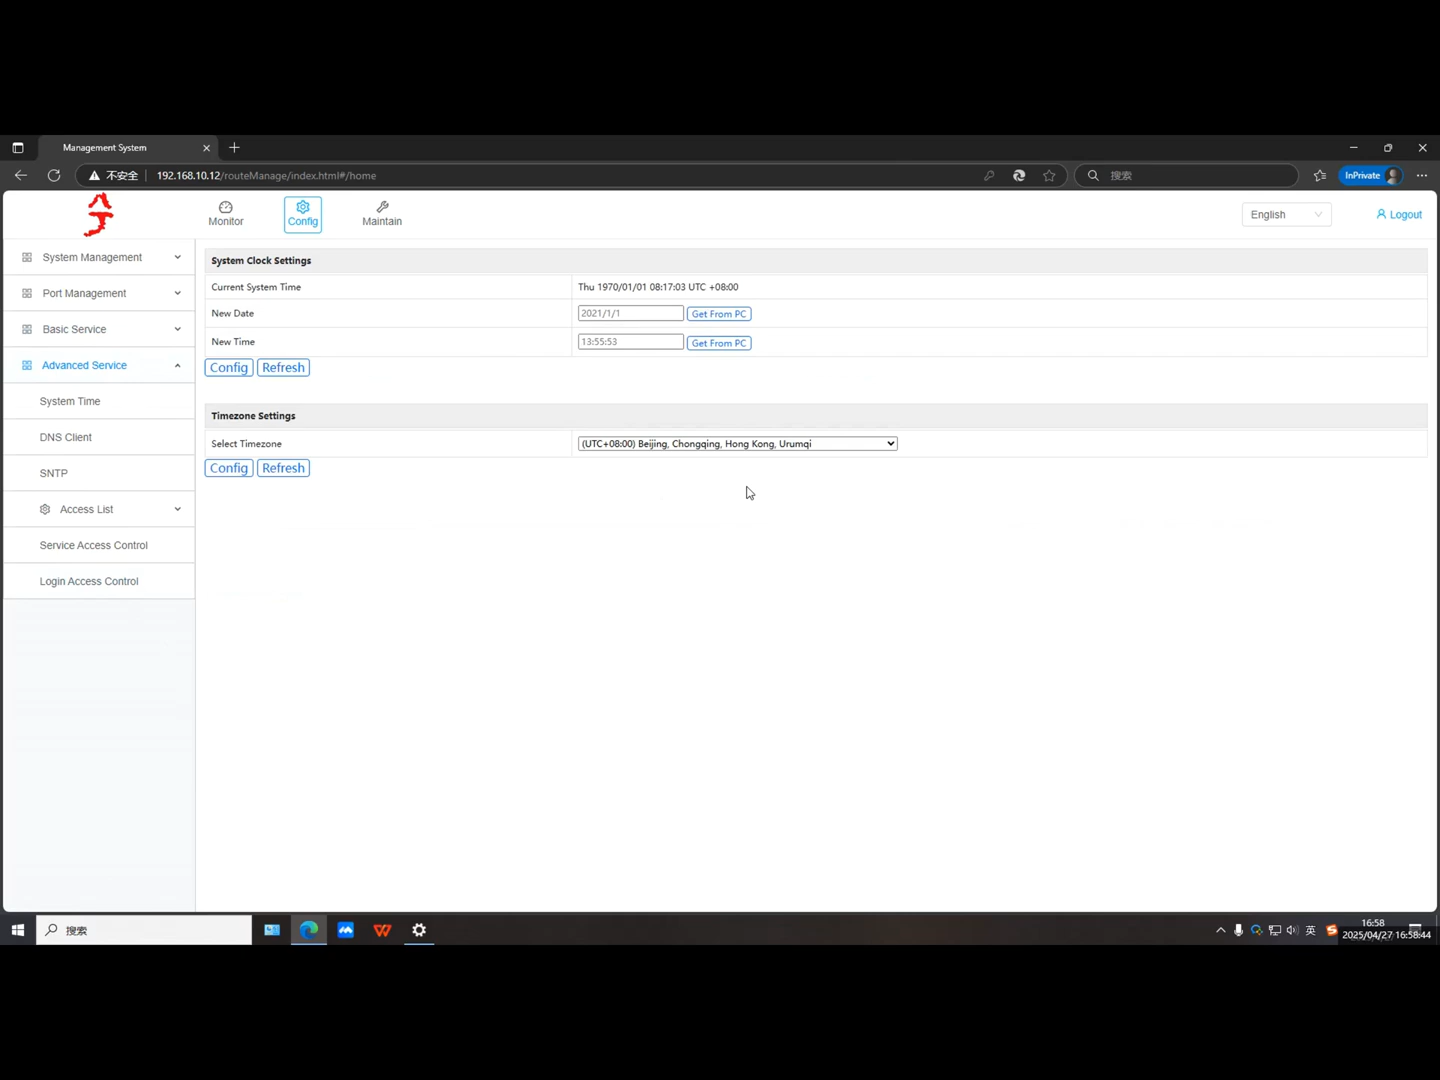 Management System
不安全 192.168.10.12/routeManage/index.html#/home
搜索
InPrivate
Monitor
Config
Maintain
English
Logout
System Management
Port Management
Basic Service
Advanced Service
System Time
DNS Client
SNTP
Access List
Service Access Control
Login Access Control
System Clock Settings
Current System Time Thu 1970/01/01 08:17:03 UTC +08:00
New Date 2021/1/1 Get From PC
New Time 13:55:53 Get From PC
Config Refresh
Timezone Settings
Select Timezone (UTC+08:00) Beijing, Chongqing, Hong Kong, Urumqi
Config Refresh
搜索
英
16:58
2025/04/27 16:58:44